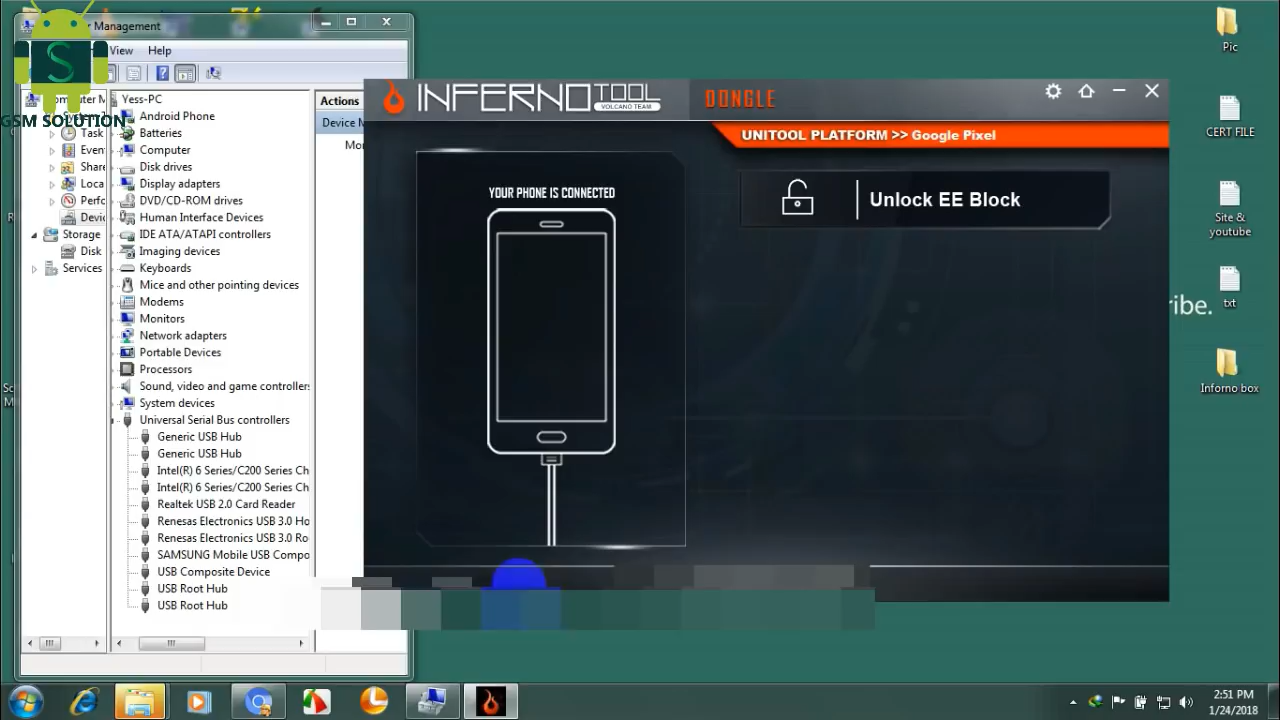 Management
View Help
S
GSM SOLUTION
Computer M
Task
Even
Share
Loca
Perfo
Devic
Storage
Disk
Services
Yess-PC
Android Phone
Batteries
Computer
Disk drives
Display adapters
DVD/CD-ROM drives
Human Interface Devices
IDE ATA/ATAPI controllers
Imaging devices
Keyboards
Mice and other pointing devices
Modems
Monitors
Network adapters
Portable Devices
Processors
Sound, video and game controllers
System devices
Universal Serial Bus controllers
Generic USB Hub
Generic USB Hub
Intel(R) 6 Series/C200 Series Ch
Intel(R) 6 Series/C200 Series Ch
Realtek USB 2.0 Card Reader
Renesas Electronics USB 3.0 Ho
Renesas Electronics USB 3.0 Ro
SAMSUNG Mobile USB Compo
USB Composite Device
USB Root Hub
USB Root Hub
Actions
Device M
Mor
INFERNO TOOL
VOLCANO TEAM
DONGLE
UNITOOL PLATFORM >> Google Pixel
YOUR PHONE IS CONNECTED
Unlock EE Block
Pic
CERT FILE
Site &
youtube
txt
ribe.
Inforno box
2:51 PM
1/24/2018